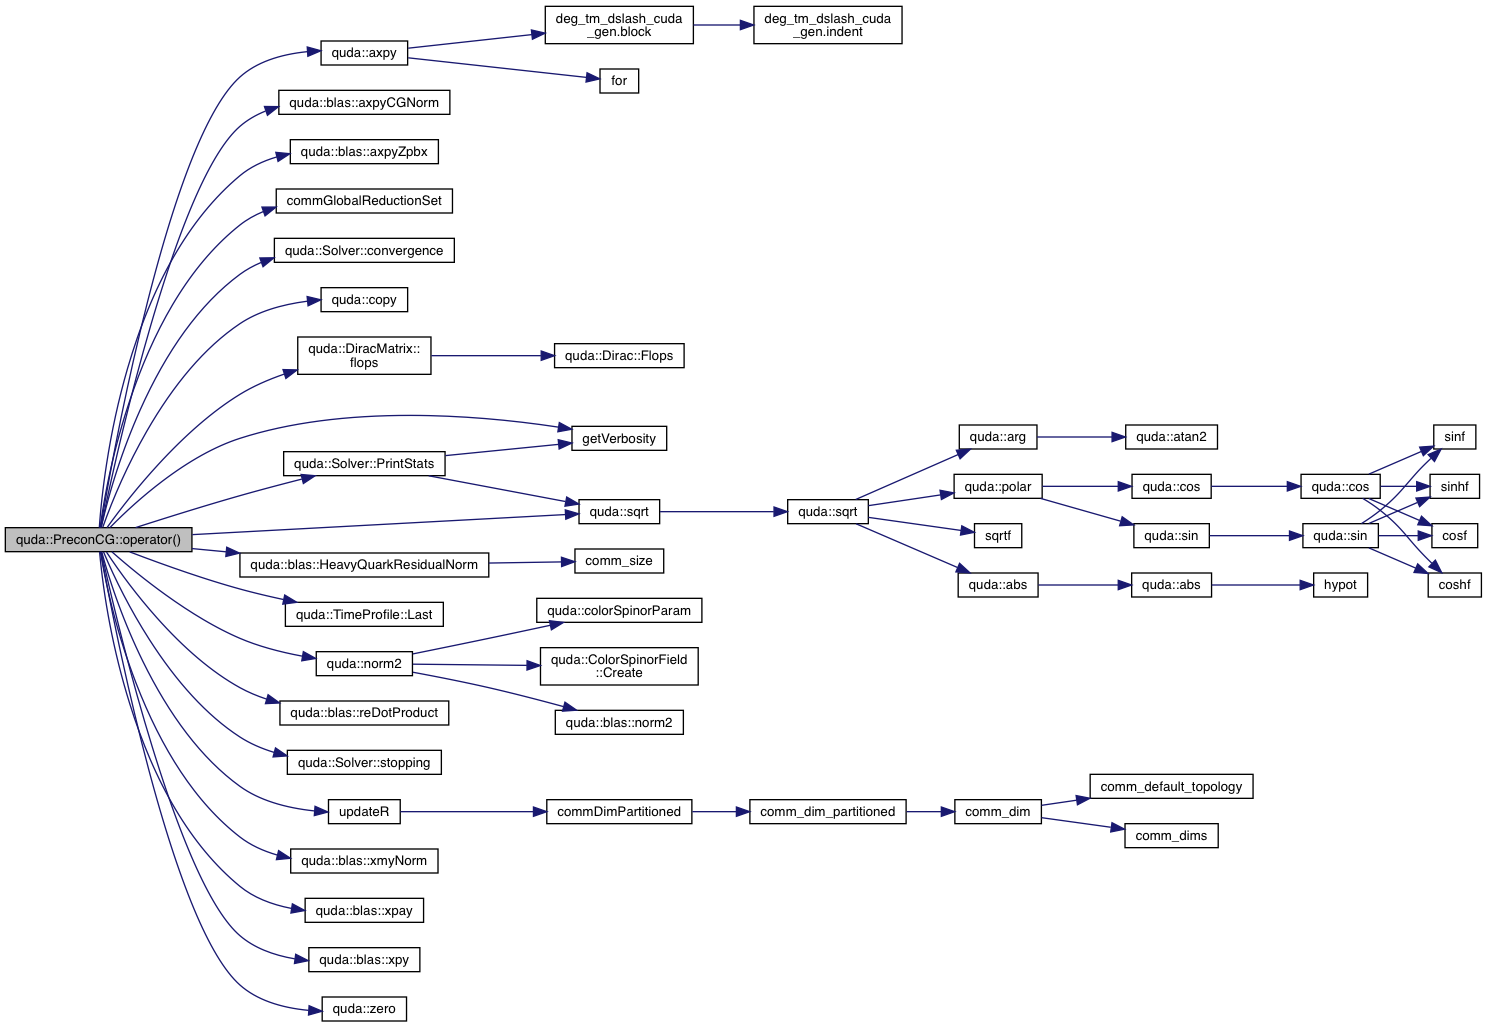 quda::PreconCG::operator()
quda::axpy
deg_tm_dslash_cuda
_gen.block
deg_tm_dslash_cuda
_gen.indent
for
quda::blas::axpyCGNorm
quda::blas::axpyZpbx
commGlobalReductionSet
quda::Solver::convergence
quda::copy
quda::DiracMatrix::
flops
quda::Dirac::Flops
getVerbosity
quda::Solver::PrintStats
quda::sqrt
quda::sqrt
quda::arg
quda::atan2
quda::polar
quda::cos
quda::cos
sinf
sinhf
sqrtf
quda::sin
quda::sin
cosf
coshf
quda::abs
quda::abs
hypot
quda::blas::HeavyQuarkResidualNorm
comm_size
quda::TimeProfile::Last
quda::norm2
quda::colorSpinorParam
quda::ColorSpinorField
::Create
quda::blas::norm2
quda::blas::reDotProduct
quda::Solver::stopping
updateR
commDimPartitioned
comm_dim_partitioned
comm_dim
comm_default_topology
comm_dims
quda::blas::xmyNorm
quda::blas::xpay
quda::blas::xpy
quda::zero